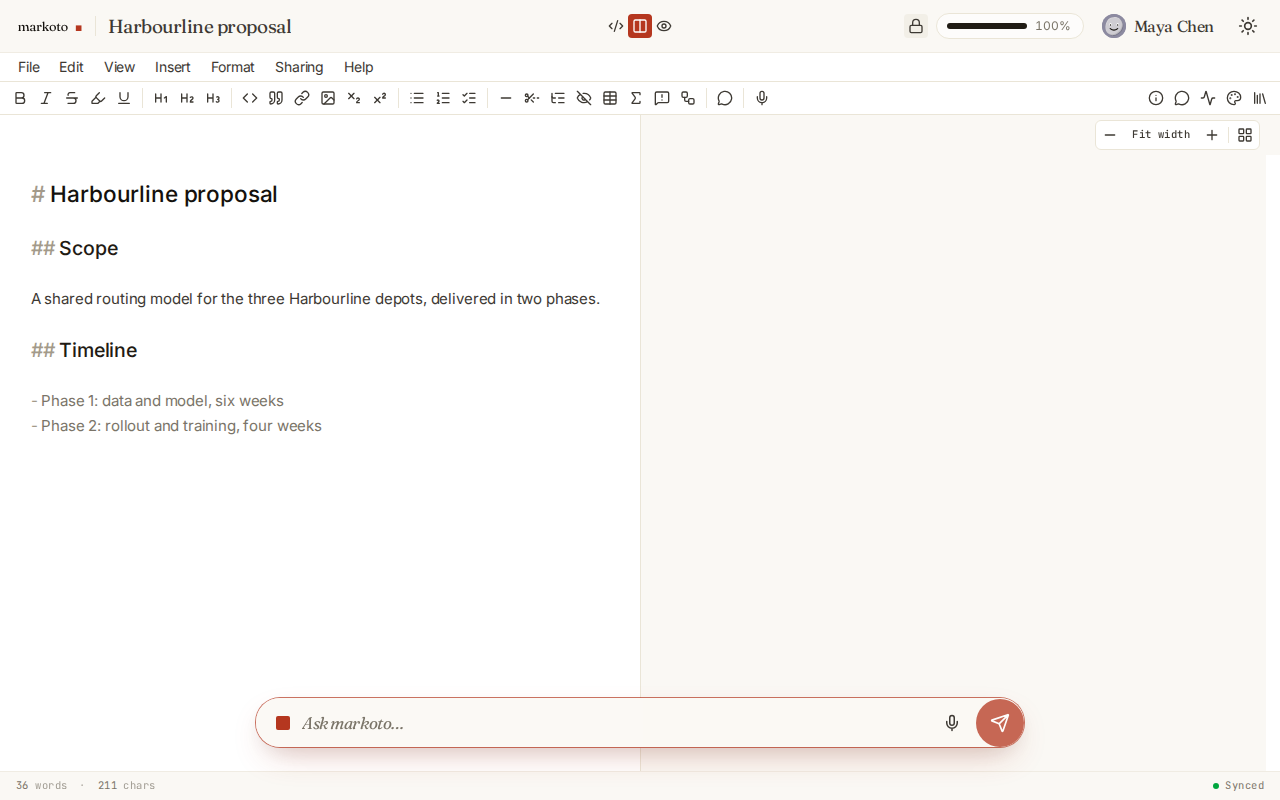 markoto
Harbourline proposal
100%
Maya Chen
File Edit View Insert Format Sharing Help
H1 H2 H3
Fit width
# Harbourline proposal
## Scope
A shared routing model for the three Harbourline depots, delivered in two phases.
## Timeline
- Phase 1: data and model, six weeks
- Phase 2: rollout and training, four weeks
Ask markoto...
36 words · 211 chars
Synced